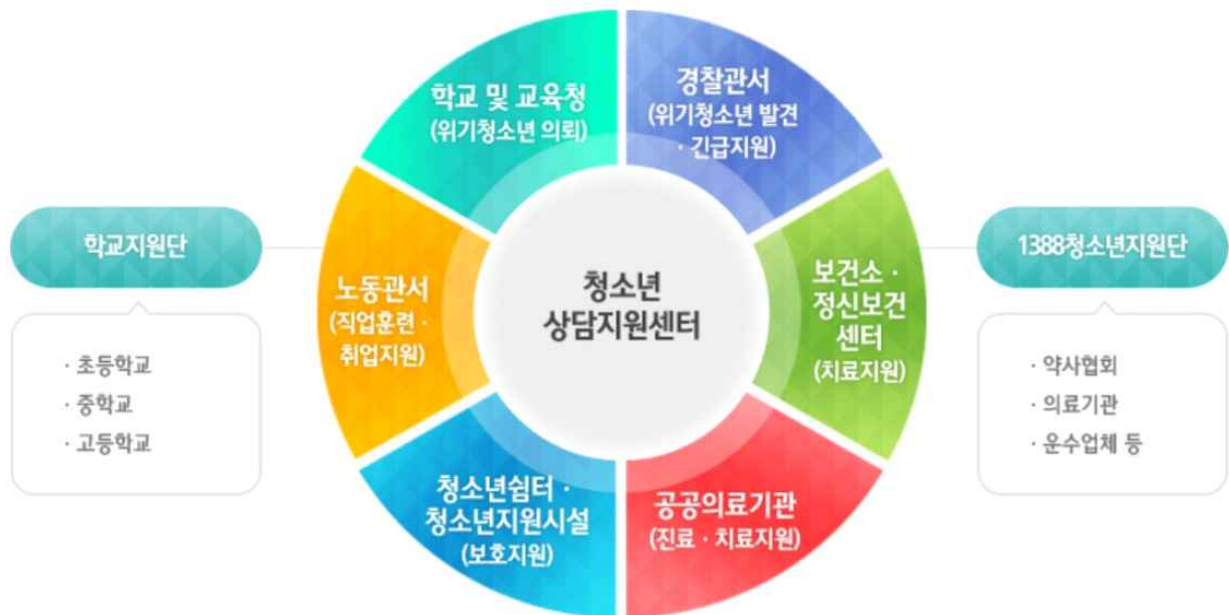 학교 및 교육청
(위기청소년 의뢰)
경찰관서
(위기청소년 발견
· 긴급지원)
학교지원단
· 초등학교
· 중학교
· 고등학교
노동관서
(직업훈련 ·
취업지원)
청소년
상담지원센터
보건소 ·
정신보건
센터
(치료지원)
1388청소년지원단
· 약사협회
· 의료기관
· 운수업체 등
청소년쉼터 ·
청소년지원시설
(보호지원)
공공의료기관
(진료 · 치료지원)